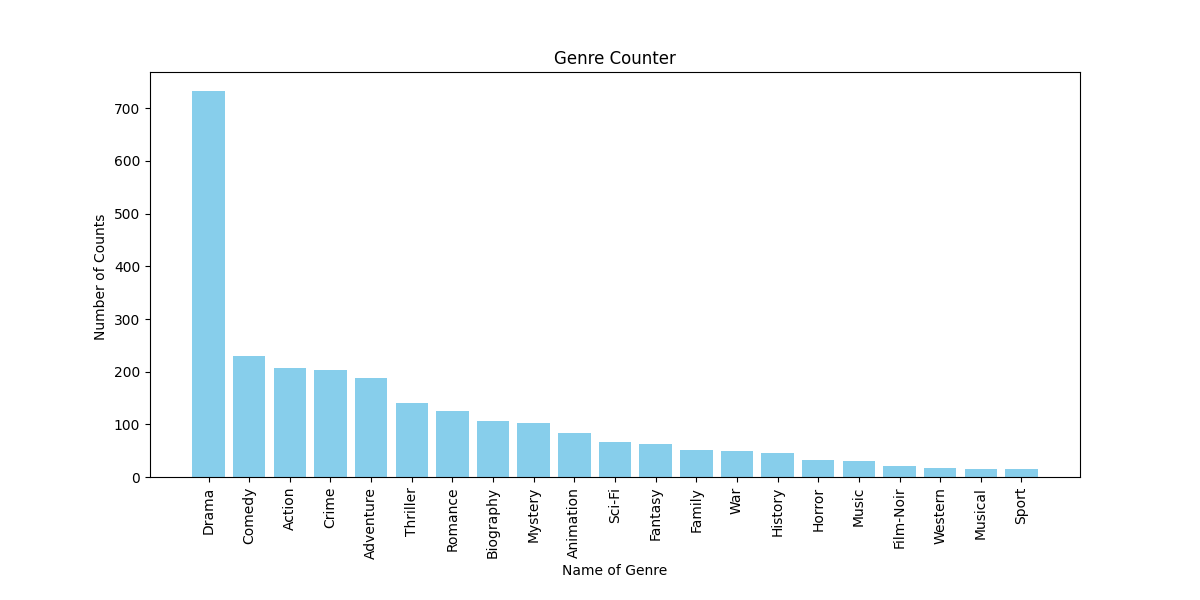 Genre Counter
700
600
500
400
300
200
100
0
Number of Counts
Drama
Comedy
Action
Crime
Adventure
Thriller
Romance
Biography
Mystery
Animation
Sci-Fi
Fantasy
Family
War
History
Horror
Music
Film-Noir
Western
Musical
Sport
Name of Genre